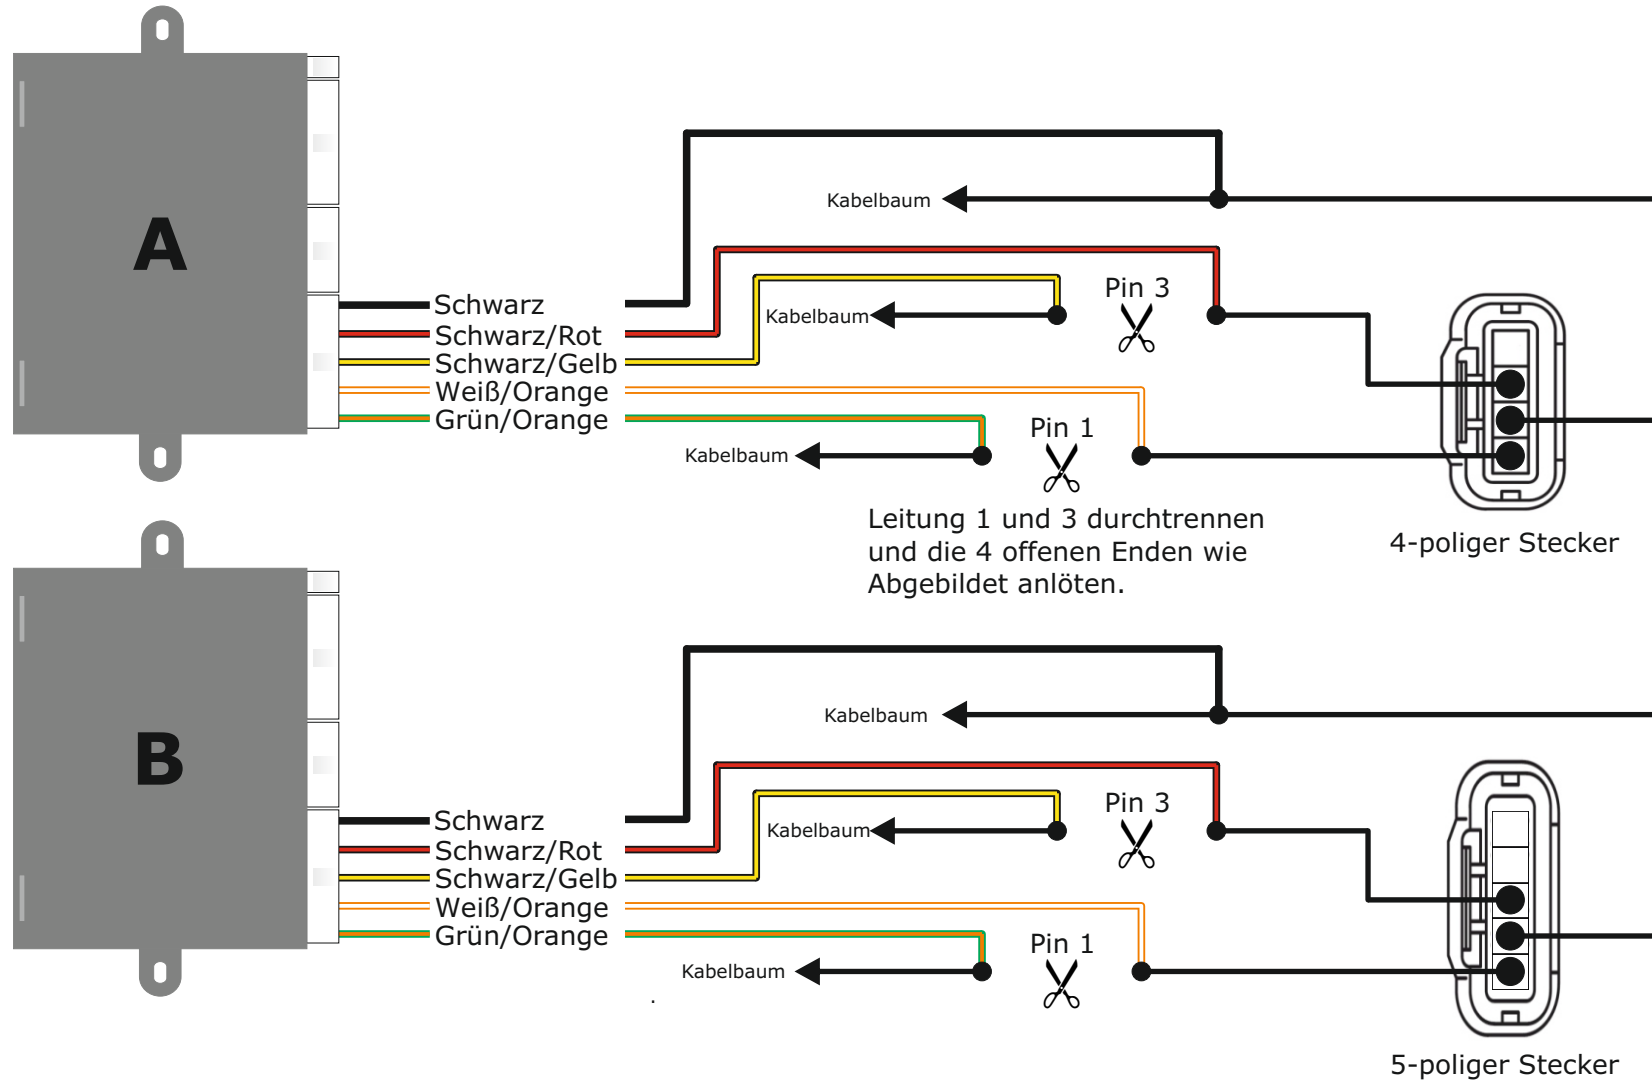 A
Kabelbaum
Schwarz
Schwarz/Rot
Schwarz/Gelb
Weiß/Orange
Grün/Orange
Kabelbaum
Pin 3
Kabelbaum
Pin 1
Leitung 1 und 3 durchtrennen
und die 4 offenen Enden wie
Abgebildet anlöten.
4-poliger Stecker
B
Kabelbaum
Schwarz
Schwarz/Rot
Schwarz/Gelb
Weiß/Orange
Grün/Orange
Kabelbaum
Pin 3
Kabelbaum
Pin 1
5-poliger Stecker